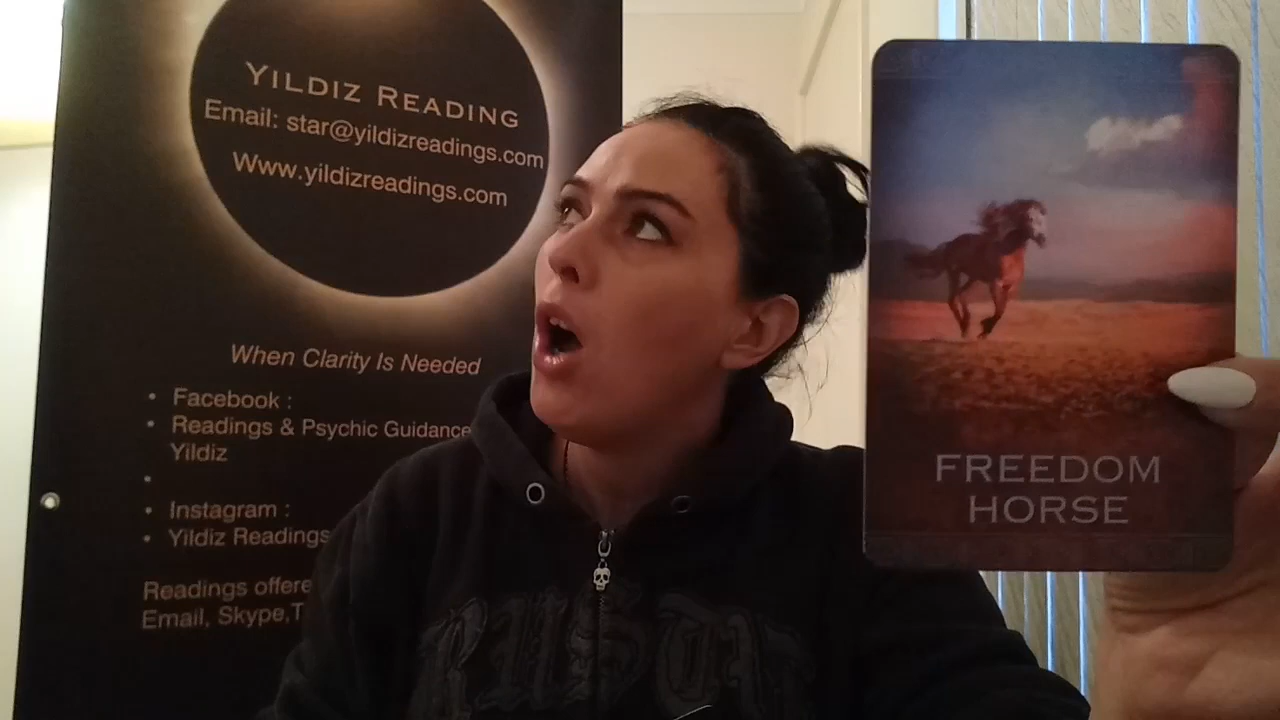 YILDIZ READING
Email: star@yildizreadings.com
Www.yildizreadings.com
When Clarity Is Needed
• Facebook :
• Readings & Psychic Guidance
Yildiz
•
• Instagram :
• Yildiz Readings
Readings offere
Email, Skype,T
FREEDOM
HORSE